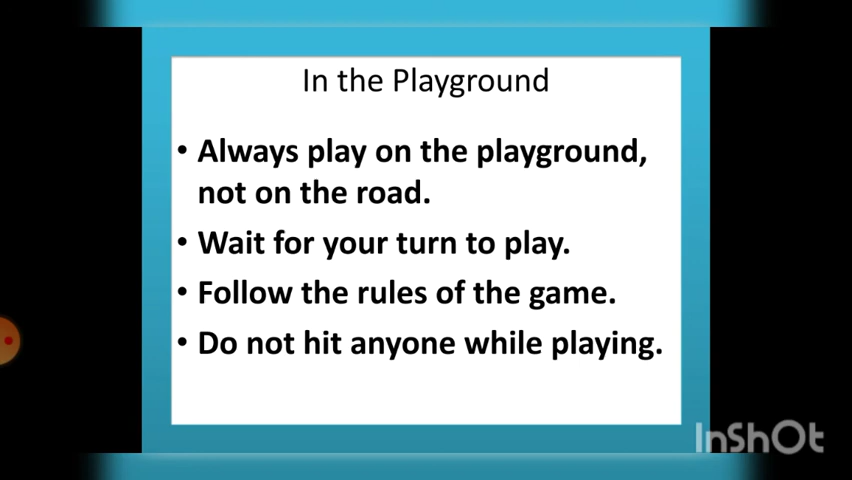 In the Playground
• Always play on the playground,
not on the road.
• Wait for your turn to play.
• Follow the rules of the game.
• Do not hit anyone while playing.
InShOt